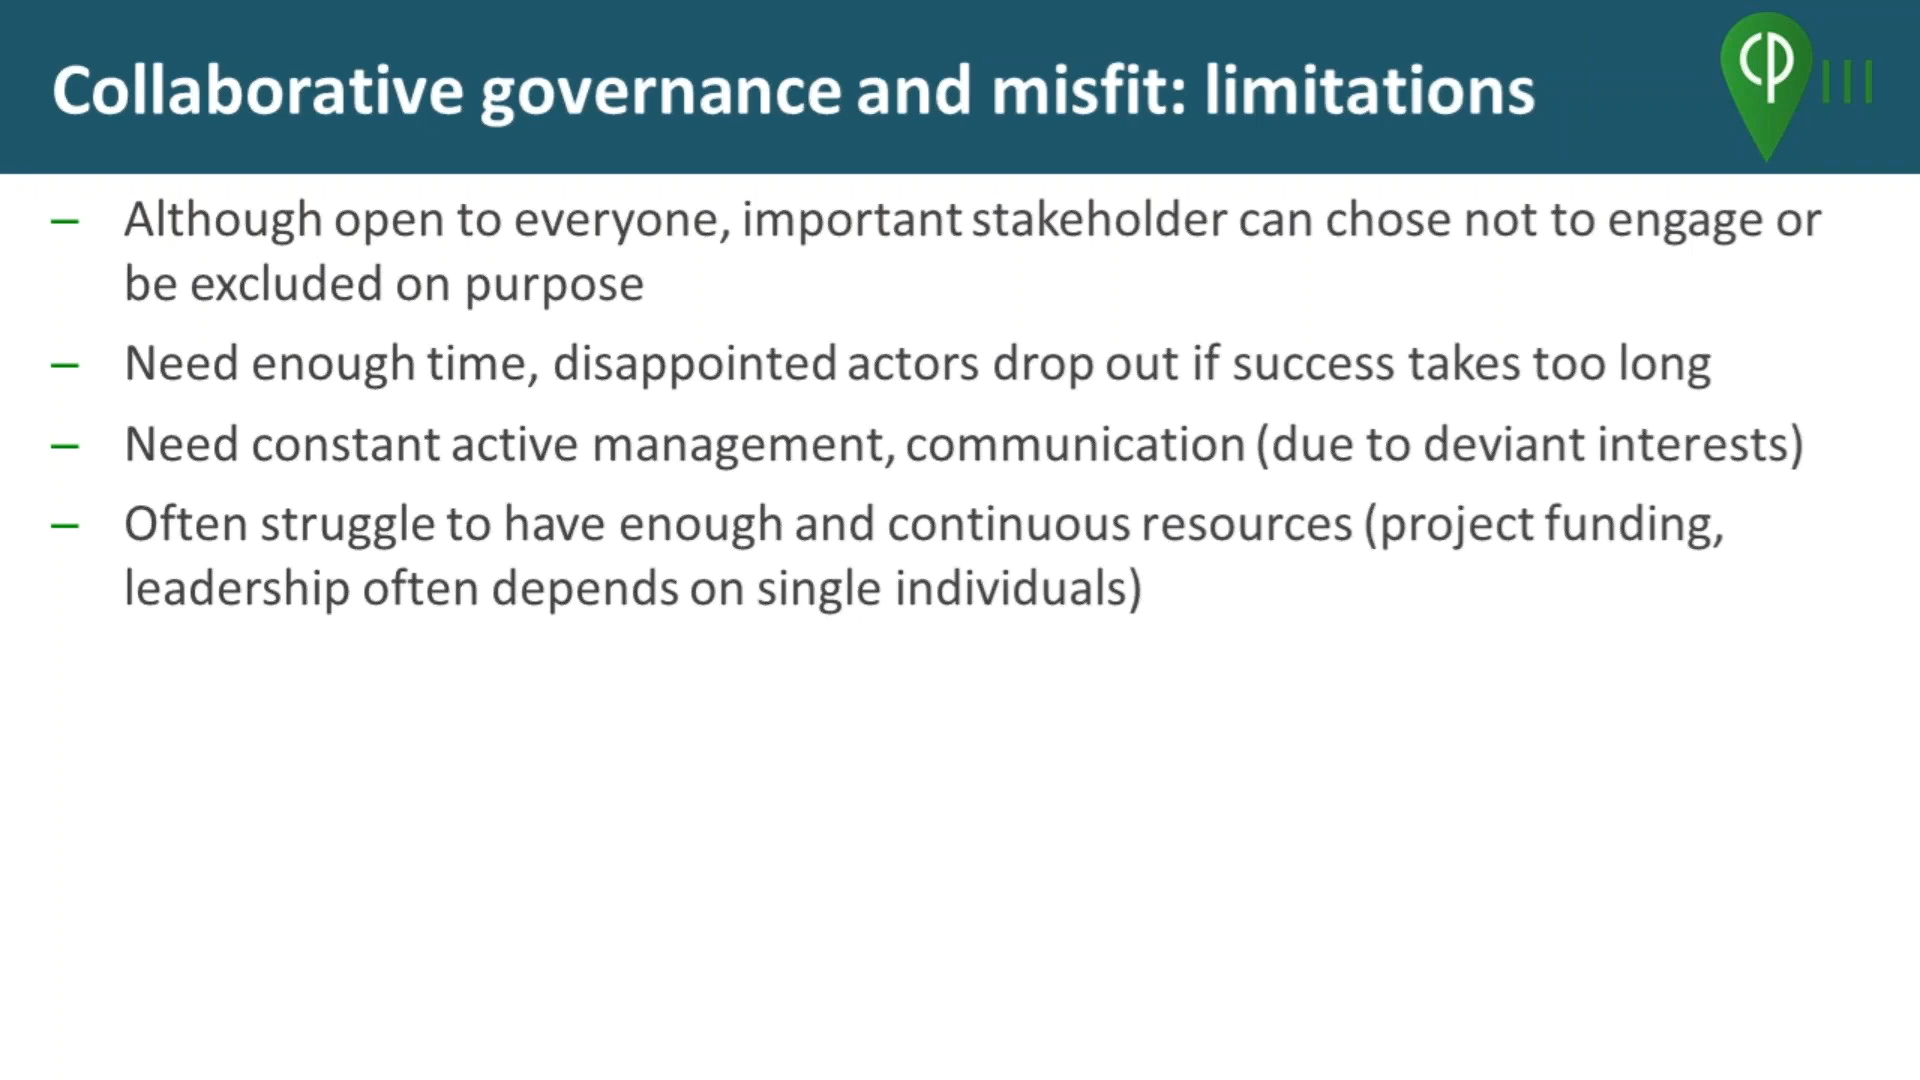 Collaborative governance and misfit: limitations
– Although open to everyone, important stakeholder can chose not to engage or
be excluded on purpose
– Need enough time, disappointed actors drop out if success takes too long
– Need constant active management, communication (due to deviant interests)
– Often struggle to have enough and continuous resources (project funding,
leadership often depends on single individuals)